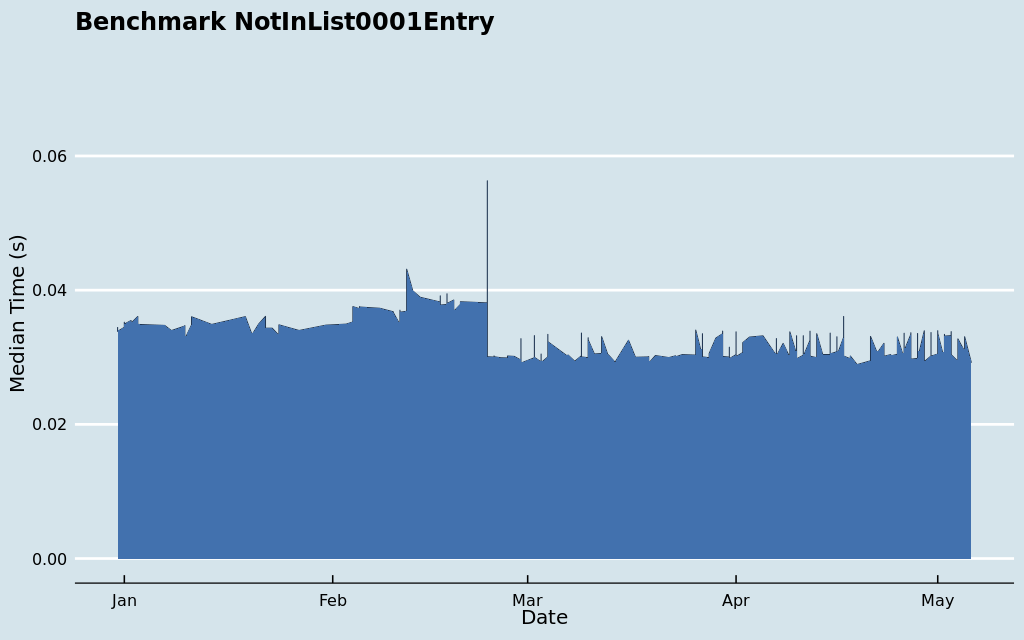 Benchmark NotInList0001Entry
0.06
0.04
0.02
0.00
Median Time (s)
Jan Feb Mar Apr May
Date